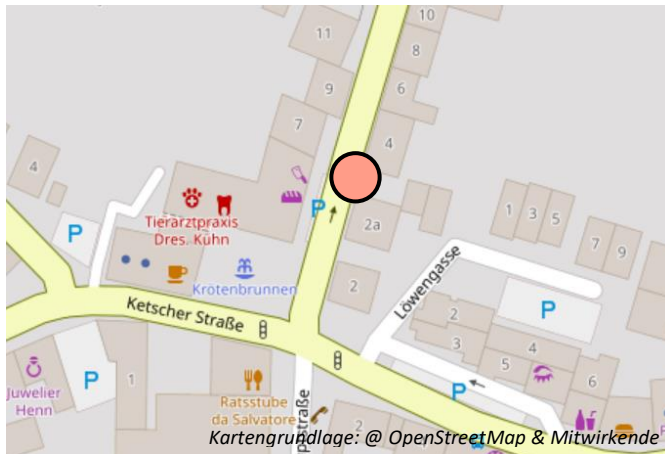 10
11
8
9
6
7
4
4
P
Tierarztpraxis
Dres. Kühn
P
2a
1 3 5
7 9
P
Krötenbrunnen
2
Löwengasse
P
Ketscher Straße
2
3
4
5
6
Juwelier
Henn
P
1
Ratsstube
da Salvatore
ptstraße
P
2
Kartengrundlage: @ OpenStreetMap & Mitwirkende